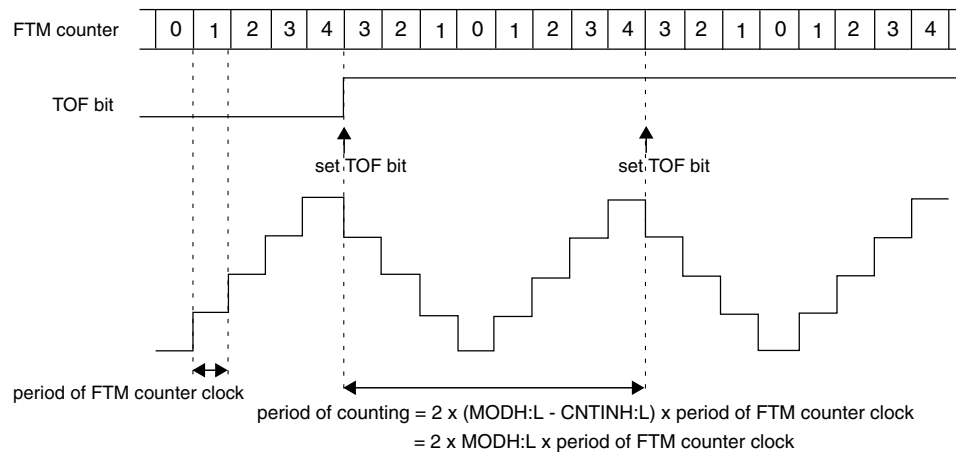 FTM counter 0 1 2 3 4 3 2 1 0 1 2 3 4 3 2 1 0 1 2 3 4
TOF bit
set TOF bit set TOF bit
period of FTM counter clock
period of counting = 2 x (MODH:L - CNTINH:L) x period of FTM counter clock
= 2 x MODH:L x period of FTM counter clock